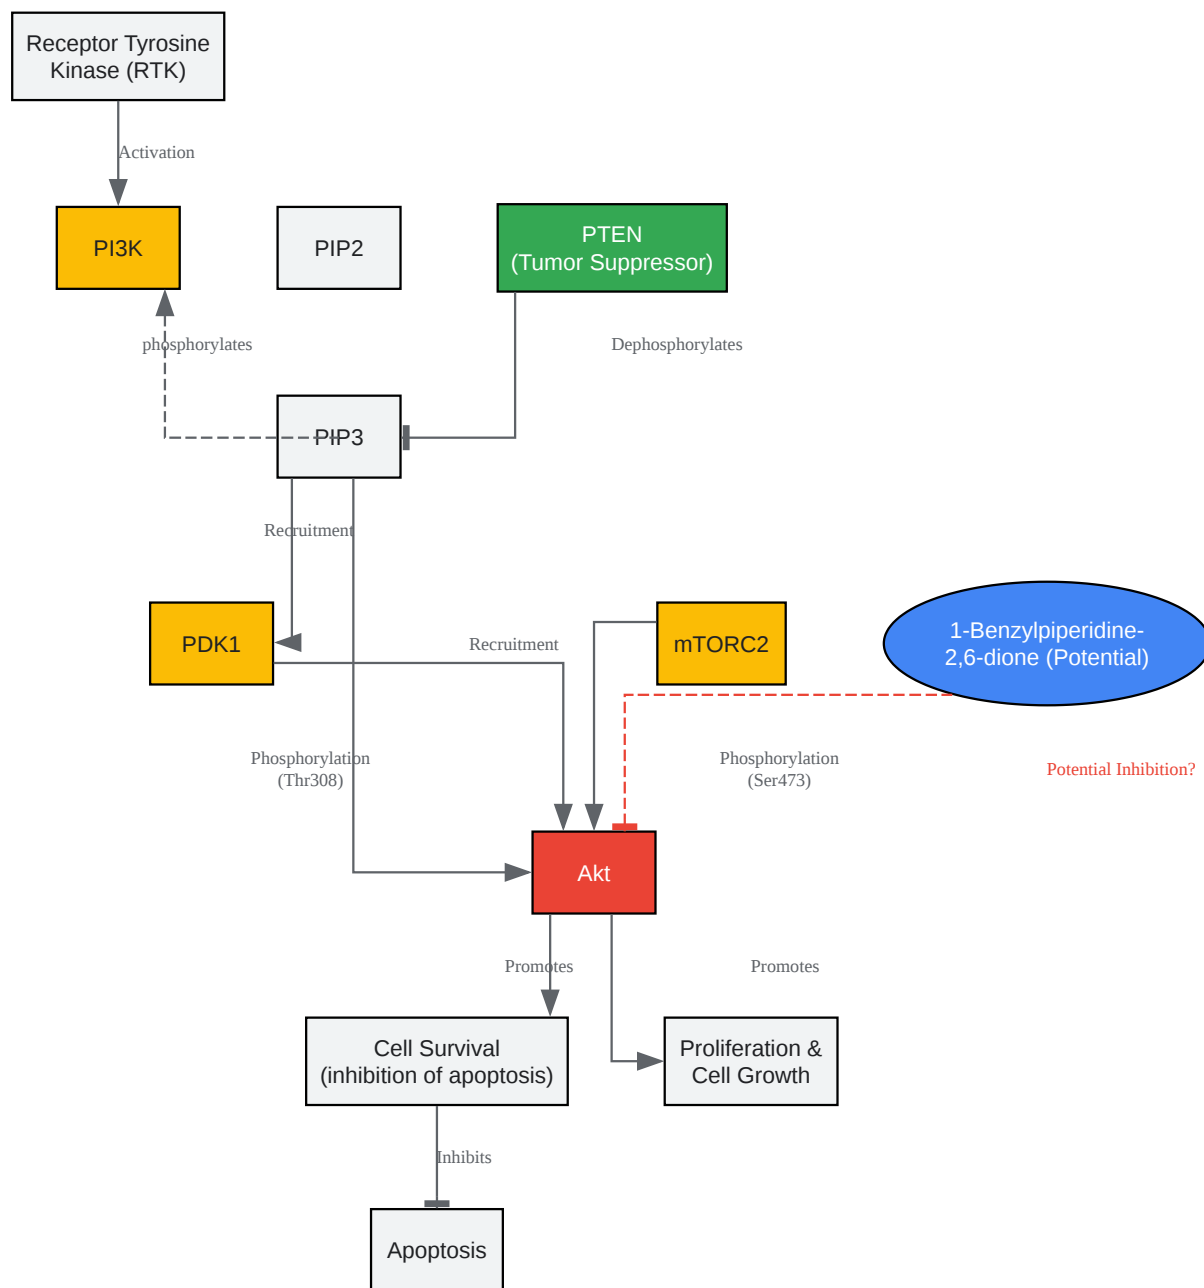 Receptor Tyrosine
Kinase (RTK)
Activation
PI3K
PIP2
PTEN
(Tumor Suppressor)
phosphorylates
Dephosphorylates
PIP3
Recruitment
PDK1
Recruitment
mTORC2
1-Benzylpiperidine-
2,6-dione (Potential)
Phosphorylation
(Thr308)
Phosphorylation
(Ser473)
Potential Inhibition?
Akt
Promotes
Promotes
Cell Survival
(inhibition of apoptosis)
Proliferation &
Cell Growth
Inhibits
Apoptosis